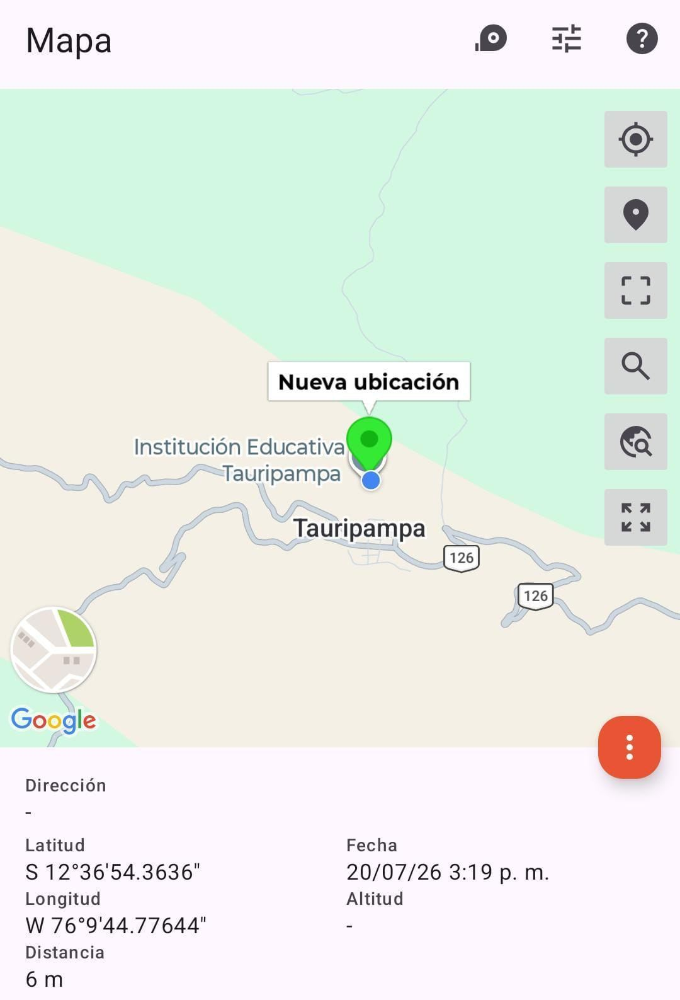 Mapa
Nueva ubicación
Institución Educativa
Tauripampa
Tauripampa
126
126
Google
Dirección
-
Latitud
S 12°36'54.3636"
Fecha
20/07/26 3:19 p. m.
Longitud
W 76°9'44.77644"
Altitud
-
Distancia
6 m